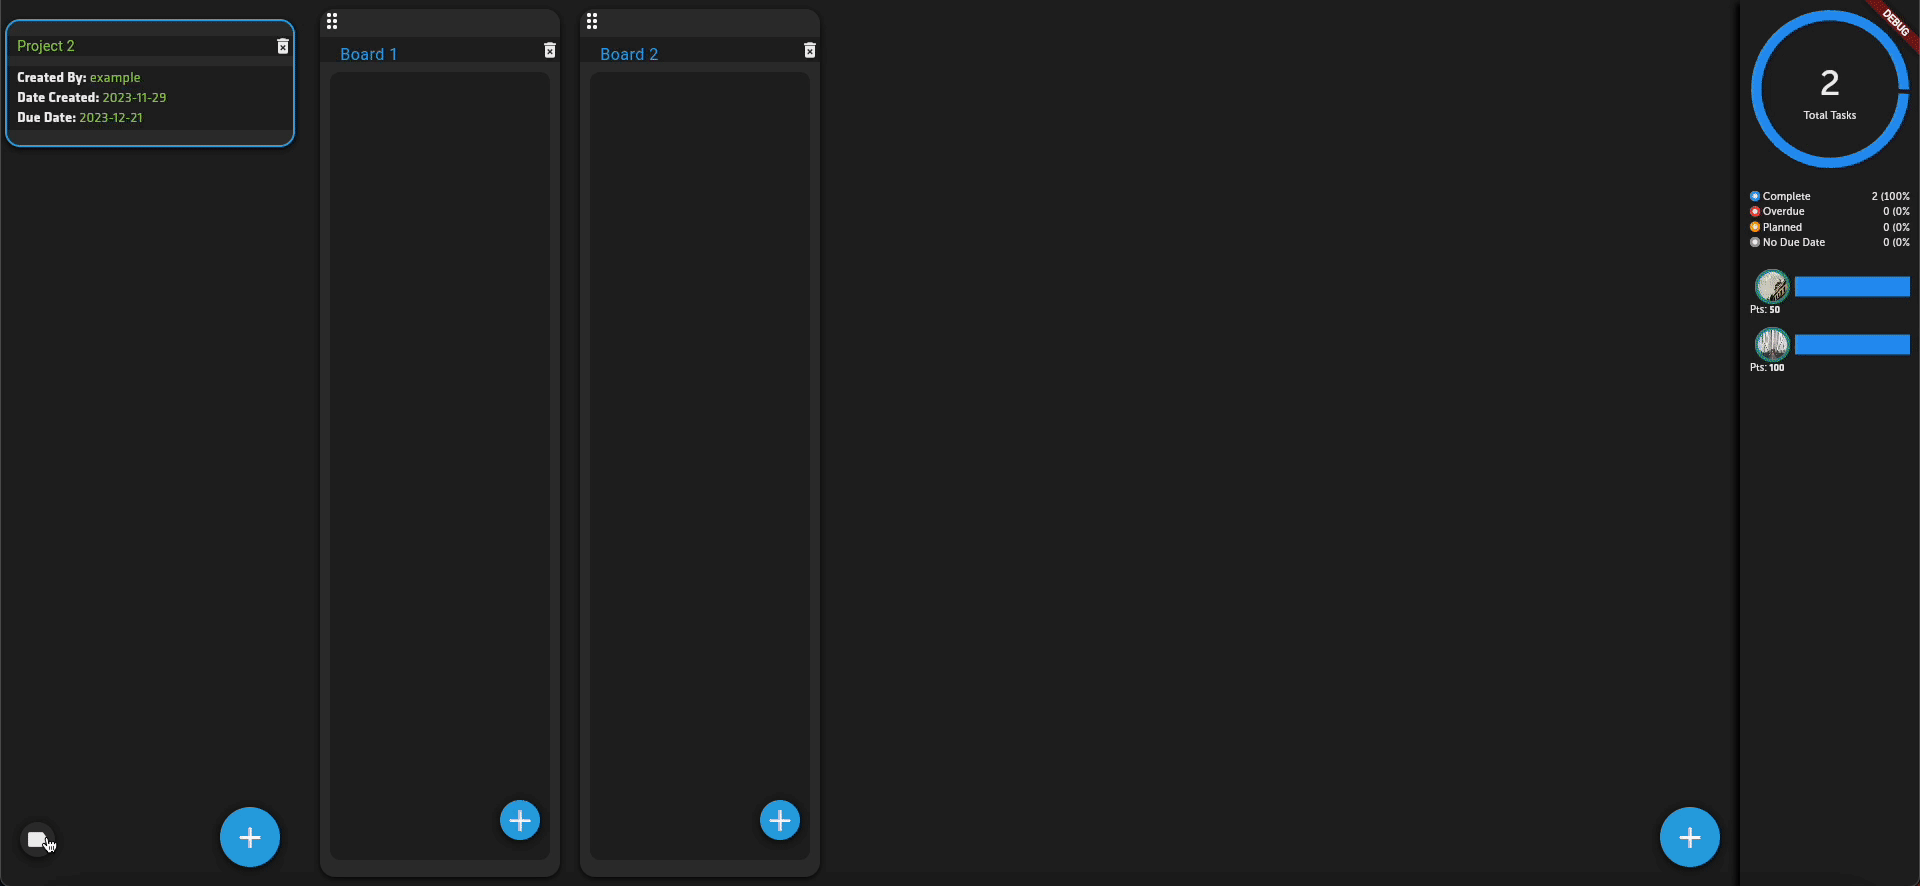 Project 2
Created By: example
Date Created: 2023-11-29
Due Date: 2023-12-21
Board 1
Board 2
DEBUG
2
Total Tasks
Complete 2 (100%
Overdue 0 (0%
Planned 0 (0%
No Due Date 0 (0%
Pts: 50
Pts: 100